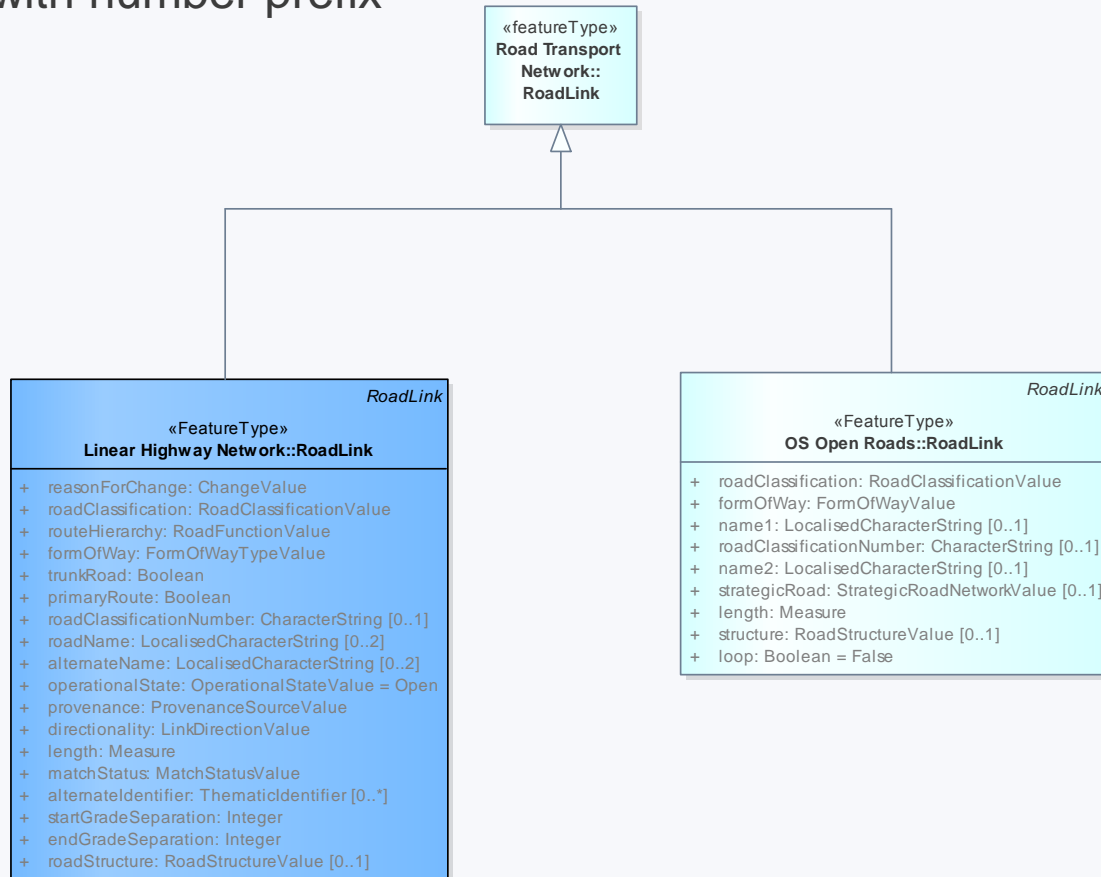 with number prefix
«featureType»
Road Transport
Network::
RoadLink
RoadLink
«FeatureType»
Linear Highway Network::RoadLink
+ reasonForChange: ChangeValue
+ roadClassification: RoadClassificationValue
+ routeHierarchy: RoadFunctionValue
+ formOfWay: FormOfWayTypeValue
+ trunkRoad: Boolean
+ primaryRoute: Boolean
+ roadClassificationNumber: CharacterString [0..1]
+ roadName: LocalisedCharacterString [0..2]
+ alternateName: LocalisedCharacterString [0..2]
+ operationalState: OperationalStateValue = Open
+ provenance: ProvenanceSourceValue
+ directionality: LinkDirectionValue
+ length: Measure
+ matchStatus: MatchStatusValue
+ alternateIdentifier: ThematicIdentifier [0..*]
+ startGradeSeparation: Integer
+ endGradeSeparation: Integer
+ roadStructure: RoadStructureValue [0..1]
RoadLink
«FeatureType»
OS Open Roads::RoadLink
+ roadClassification: RoadClassificationValue
+ formOfWay: FormOfWayValue
+ name1: LocalisedCharacterString [0..1]
+ roadClassificationNumber: CharacterString [0..1]
+ name2: LocalisedCharacterString [0..1]
+ strategicRoad: StrategicRoadNetworkValue [0..1]
+ length: Measure
+ structure: RoadStructureValue [0..1]
+ loop: Boolean = False